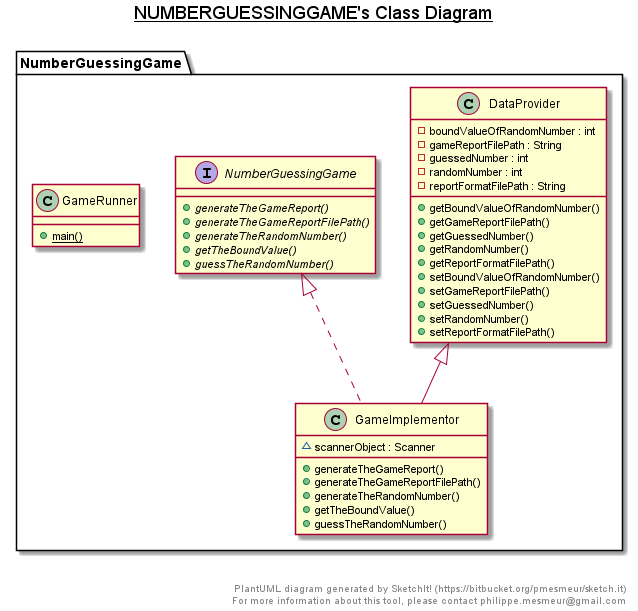 NUMBERGUESSINGGAME's Class Diagram
NumberGuessingGame
C GameRunner
main()
I NumberGuessingGame
generateTheGameReport()
generateTheGameReportFilePath()
generateTheRandomNumber()
getTheBoundValue()
guessTheRandomNumber()
C DataProvider
boundValueOfRandomNumber : int
gameReportFilePath : String
guessedNumber : int
randomNumber : int
reportFormatFilePath : String
getBoundValueOfRandomNumber()
getGameReportFilePath()
getGuessedNumber()
getRandomNumber()
getReportFormatFilePath()
setBoundValueOfRandomNumber()
setGameReportFilePath()
setGuessedNumber()
setRandomNumber()
setReportFormatFilePath()
C GameImplementor
scannerObject : Scanner
generateTheGameReport()
generateTheGameReportFilePath()
generateTheRandomNumber()
getTheBoundValue()
guessTheRandomNumber()
PlantUML diagram generated by SketchIt! (https://bitbucket.org/pmesmeur/sketch.it)
For more information about this tool, please contact philippe.mesmeur@gmail.com